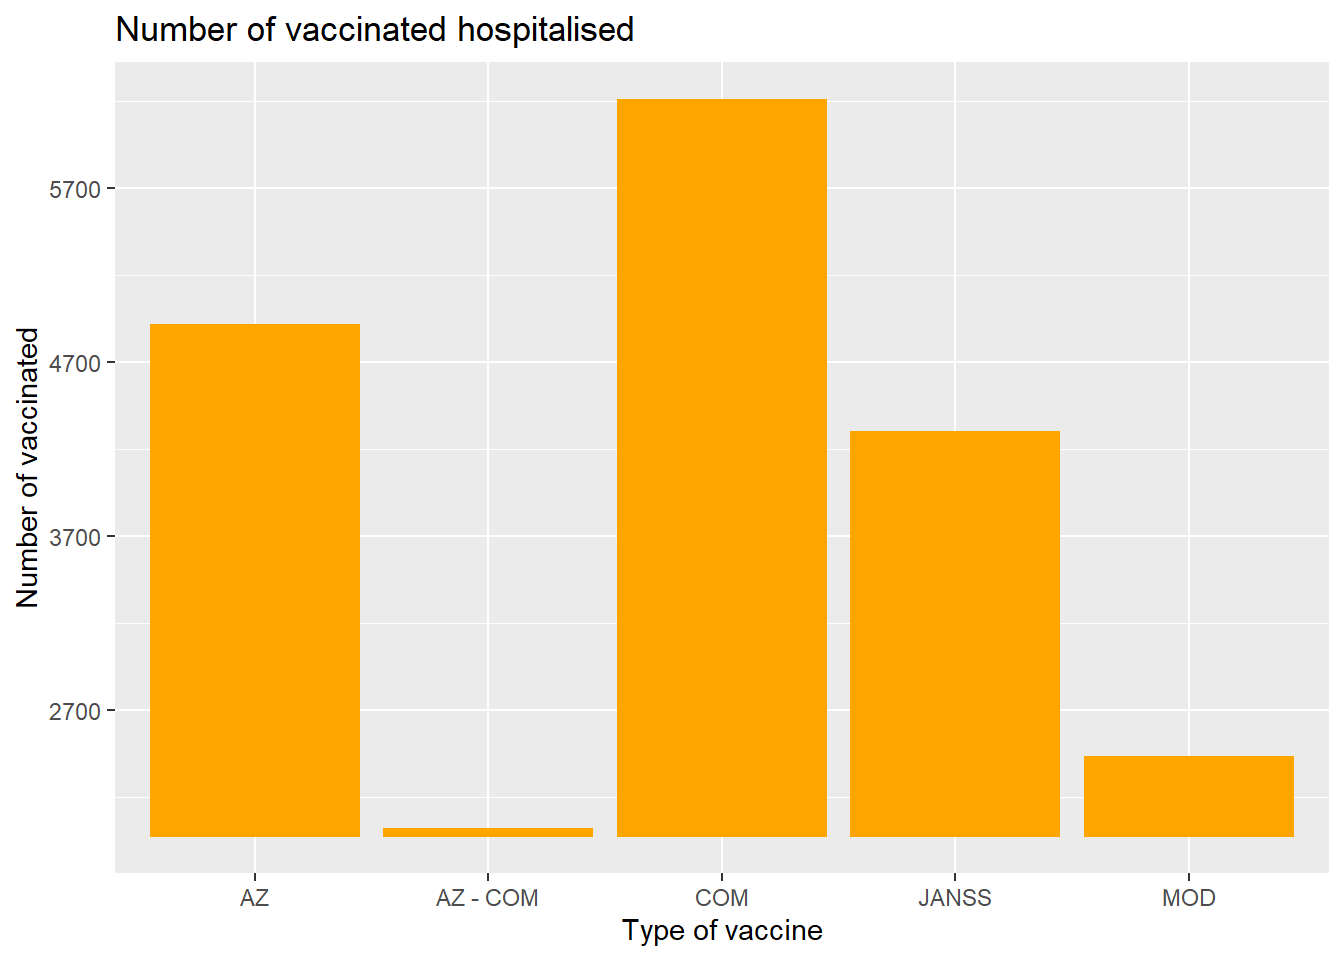 Number of vaccinated hospitalised
Number of vaccinated
5700
4700
3700
2700
AZ
AZ - COM
COM
JANSS
MOD
Type of vaccine